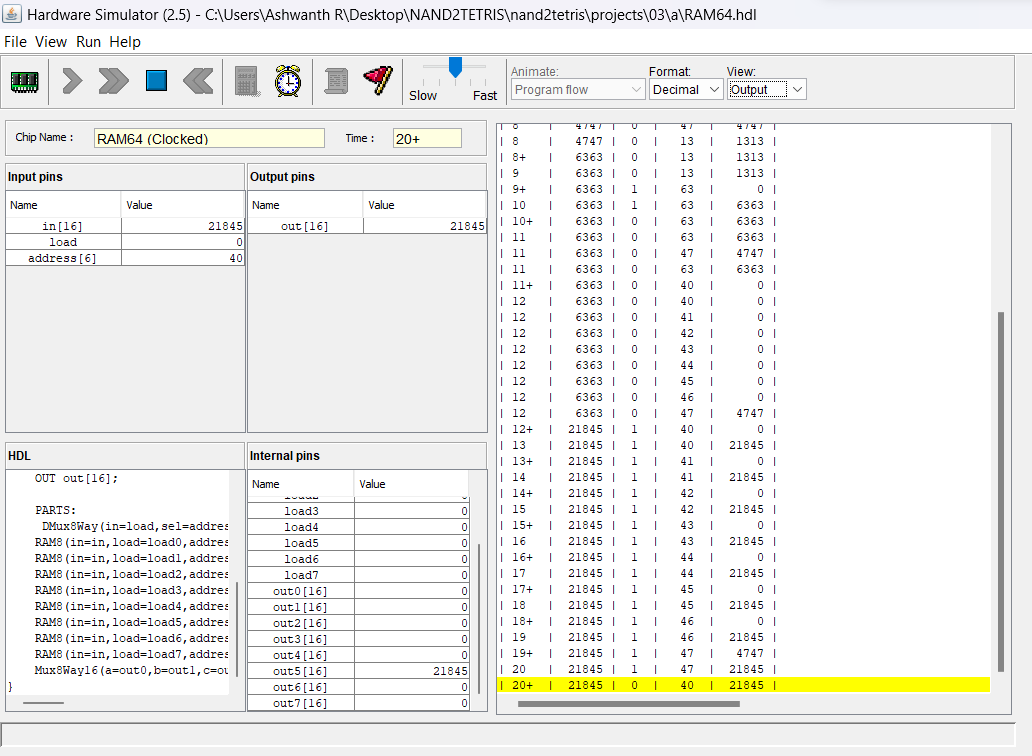 Hardware Simulator (2.5) - C:\Users\Ashwanth R\Desktop\NAND2TETRIS\nand2tetris\projects\03\a\RAM64.hdl
File View Run Help
Slow Fast
Animate:
Program flow
Format:
Decimal
View:
Output
Chip Name : RAM64 (Clocked) Time : 20+
Input pins
Name Value
in[16] 21845
load 0
address[6] 40
Output pins
Name Value
out[16] 21845
HDL
OUT out[16];
PARTS:
DMux8Way(in=load,sel=addres
RAM8(in=in,load=load0,addre
RAM8(in=in,load=load1,addre
RAM8(in=in,load=load2,addre
RAM8(in=in,load=load3,addre
RAM8(in=in,load=load4,addre
RAM8(in=in,load=load5,addre
RAM8(in=in,load=load6,addre
RAM8(in=in,load=load7,addre
Mux8Way16(a=out0,b=out1,c=ou
}
Internal pins
Name Value
load2 0
load3 0
load4 0
load5 0
load6 0
load7 0
out0[16] 0
out1[16] 0
out2[16] 0
out3[16] 0
out4[16] 0
out5[16] 21845
out6[16] 0
out7[16] 0
| 8 | 4747 | 0 | 47 | 4747 |
| 8 | 4747 | 0 | 13 | 1313 |
| 8+ | 6363 | 0 | 13 | 1313 |
| 9 | 6363 | 0 | 13 | 1313 |
| 9+ | 6363 | 1 | 63 | 0 |
| 10 | 6363 | 1 | 63 | 6363 |
| 10+ | 6363 | 0 | 63 | 6363 |
| 11 | 6363 | 0 | 63 | 6363 |
| 11 | 6363 | 0 | 47 | 4747 |
| 11 | 6363 | 0 | 63 | 6363 |
| 11+ | 6363 | 0 | 40 | 0 |
| 12 | 6363 | 0 | 40 | 0 |
| 12 | 6363 | 0 | 41 | 0 |
| 12 | 6363 | 0 | 42 | 0 |
| 12 | 6363 | 0 | 43 | 0 |
| 12 | 6363 | 0 | 44 | 0 |
| 12 | 6363 | 0 | 45 | 0 |
| 12 | 6363 | 0 | 46 | 0 |
| 12 | 6363 | 0 | 47 | 4747 |
| 12+ | 21845 | 1 | 40 | 0 |
| 13 | 21845 | 1 | 40 | 21845 |
| 13+ | 21845 | 1 | 41 | 0 |
| 14 | 21845 | 1 | 41 | 21845 |
| 14+ | 21845 | 1 | 42 | 0 |
| 15 | 21845 | 1 | 42 | 21845 |
| 15+ | 21845 | 1 | 43 | 0 |
| 16 | 21845 | 1 | 43 | 21845 |
| 16+ | 21845 | 1 | 44 | 0 |
| 17 | 21845 | 1 | 44 | 21845 |
| 17+ | 21845 | 1 | 45 | 0 |
| 18 | 21845 | 1 | 45 | 21845 |
| 18+ | 21845 | 1 | 46 | 0 |
| 19 | 21845 | 1 | 46 | 21845 |
| 19+ | 21845 | 1 | 47 | 4747 |
| 20 | 21845 | 1 | 47 | 21845 |
| 20+ | 21845 | 0 | 40 | 21845 |